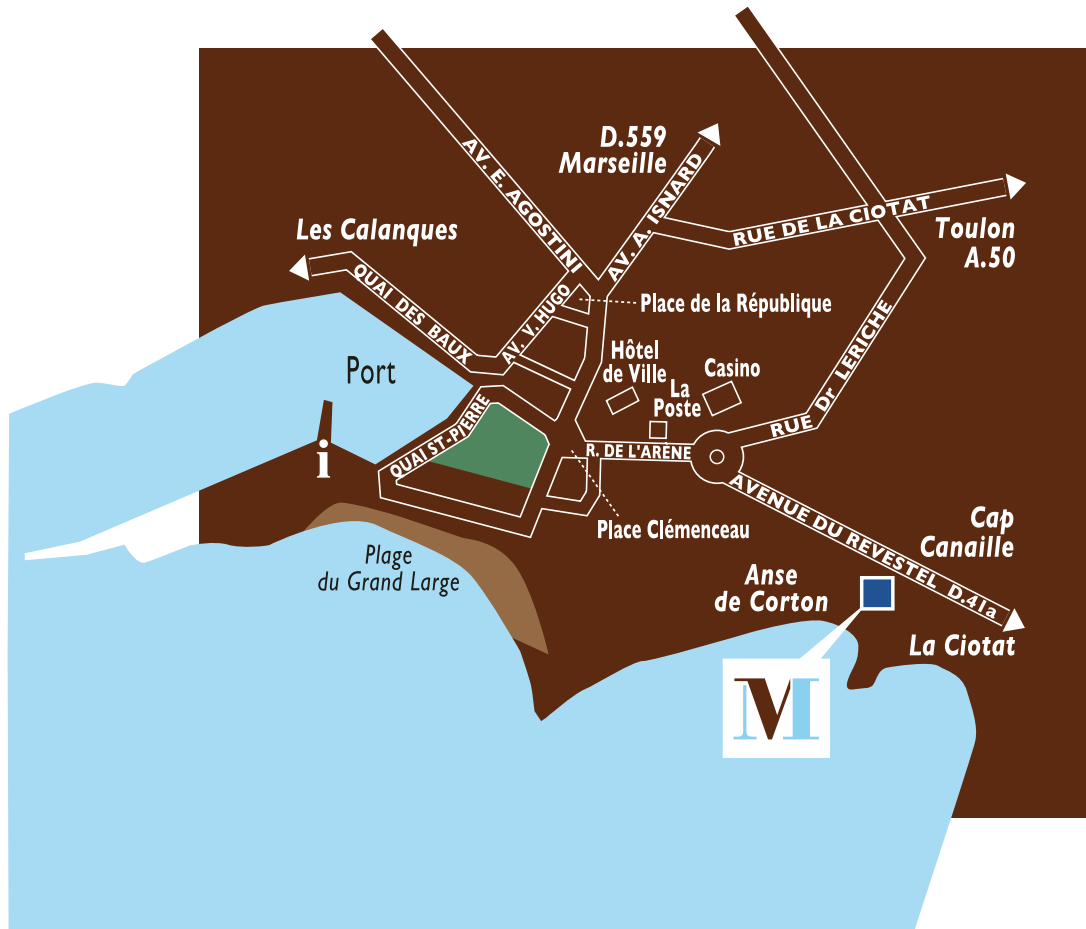 D.559
Marseille
AV. E. AGOSTINI
AV. A. ISNARD
RUE DE LA CIOTAT
Toulon
A.50
Les Calanques
QUAI DES BAUX
AV. V. HUGO
Place de la République
Port
Hôtel
de Ville
La
Poste
Casino
RUE Dr LERICHE
QUAI ST-PIERRE
R. DE L'ARÈNE
i
Place Clémenceau
AVENUE DU REVESTEL D.41a
Cap
Canaille
Plage
du Grand Large
Anse
de Corton
La Ciotat
M